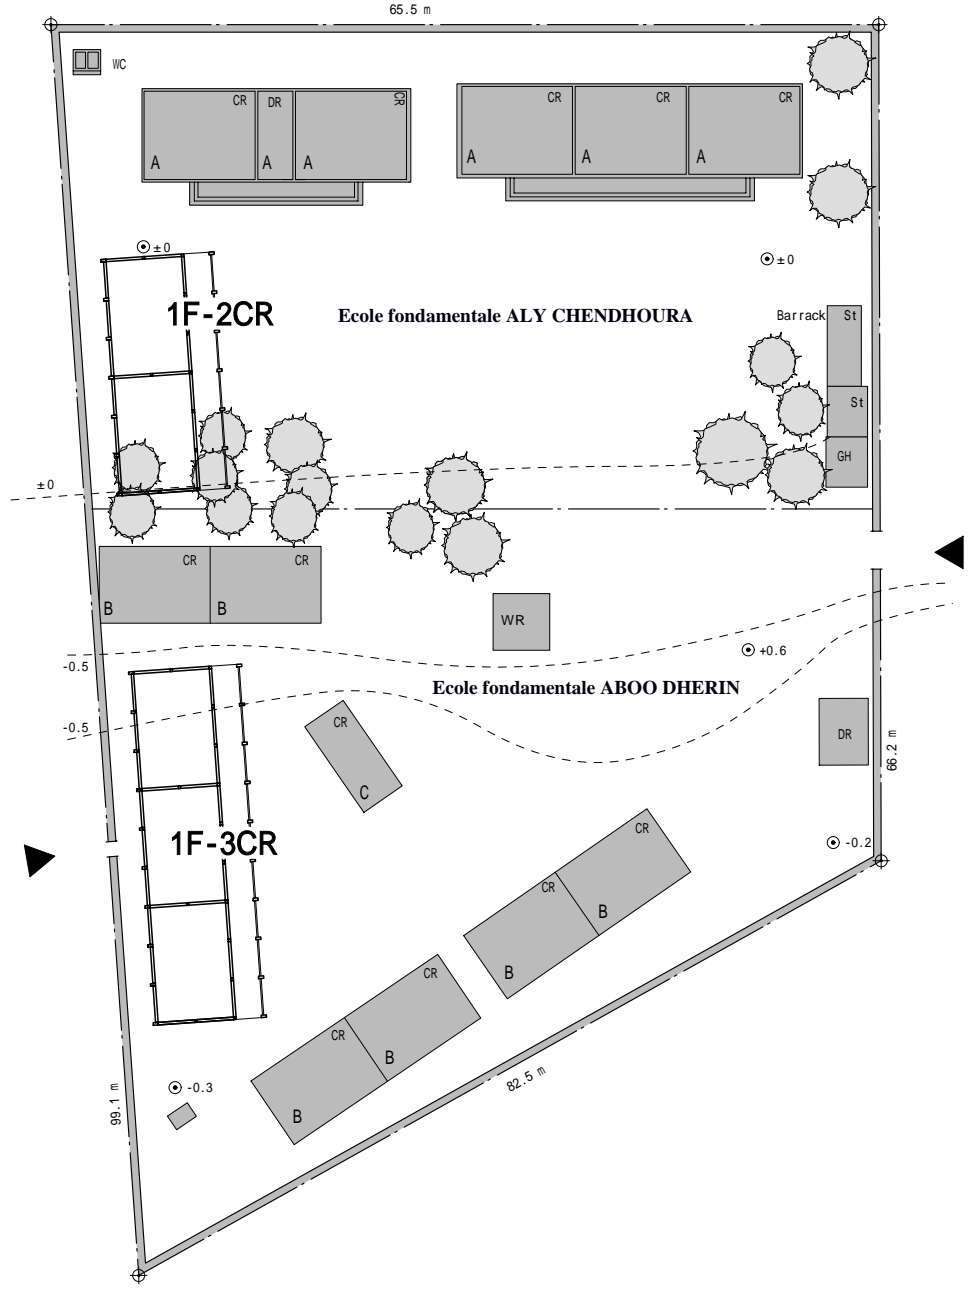 65.5 m
WC
CR
DR
CR
CR
CR
CR
A
A
A
A
A
A
±0
±0
1F-2CR
Ecole fondamentale ALY CHENDHOURA
Barrack
St
St
GH
±0
CR
CR
B
B
WR
+0.6
-0.5
Ecole fondamentale ABOO DHERIN
-0.5
CR
DR
66.2 m
C
1F-3CR
CR
-0.2
CR
B
B
CR
CR
B
B
-0.3
82.5 m
99.1 m